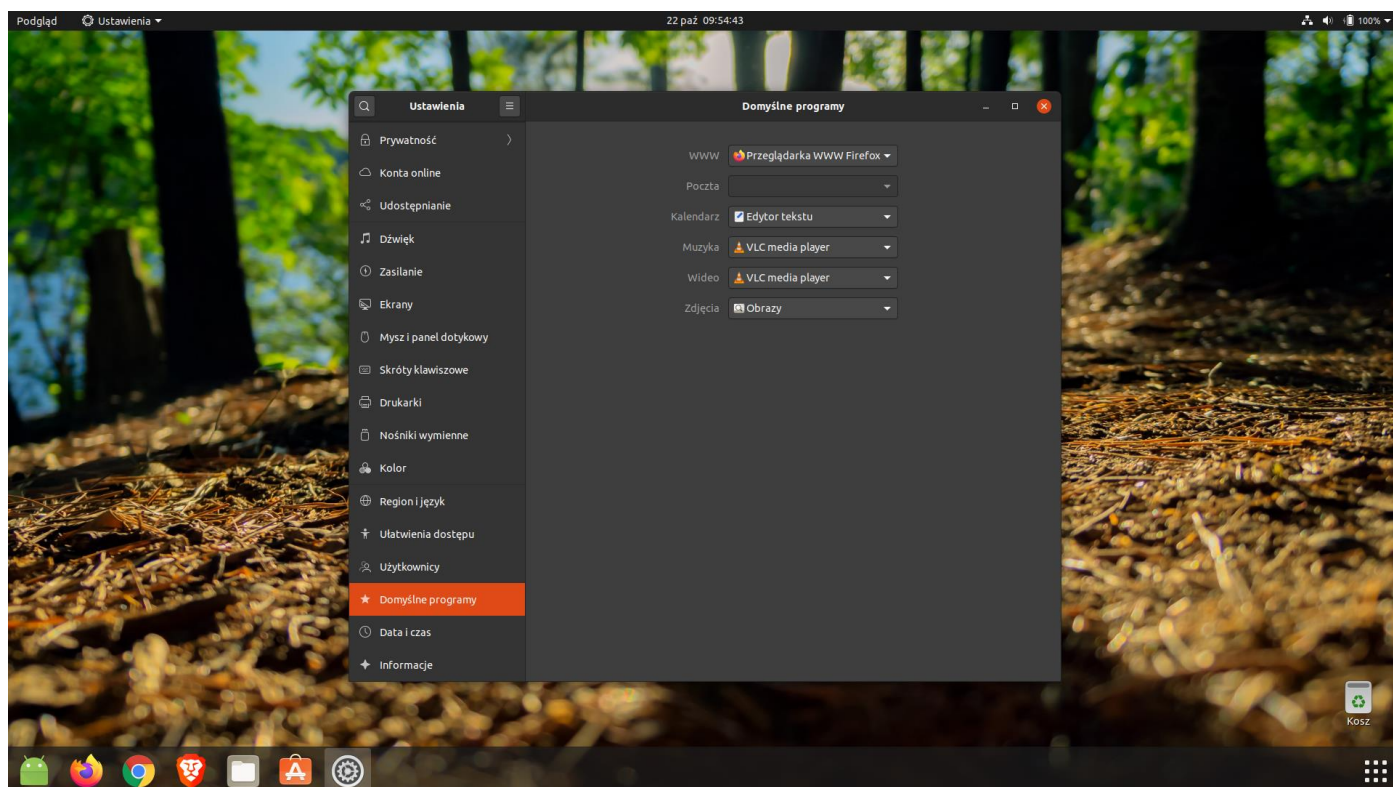 Podgląd Ustawienia 22 paź 09:54:43 100%
Ustawienia Domyślne programy
Prywatność
Konta online
Udostępnianie
Dźwięk
Zasilanie
Ekrany
Mysz i panel dotykowy
Skróty klawiszowe
Drukarki
Nośniki wymienne
Kolor
Region i język
Ułatwienia dostępu
Użytkownicy
Domyślne programy
Data i czas
Informacje
WWW Przeglądarka WWW Firefox
Poczta
Kalendarz Edytor tekstu
Muzyka VLC media player
Wideo VLC media player
Zdjęcia Obrazy
Kosz